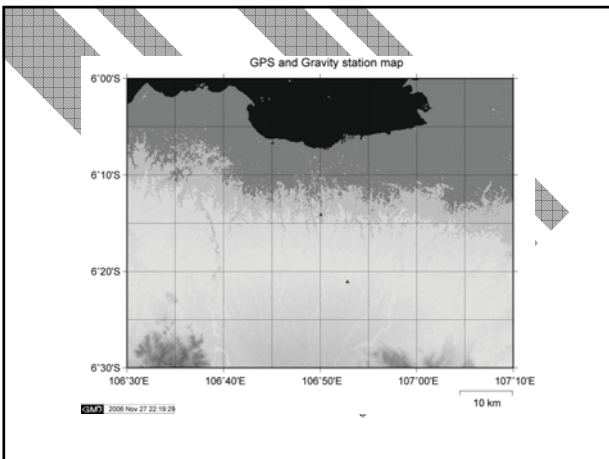 GPS and Gravity station map
6˚00'S
6˚10'S
6˚20'S
6˚30'S
106˚30'E 106˚40'E 106˚50'E 107˚00'E 107˚10'E
10 km
GMD 2006 Nov 27 22:19:29